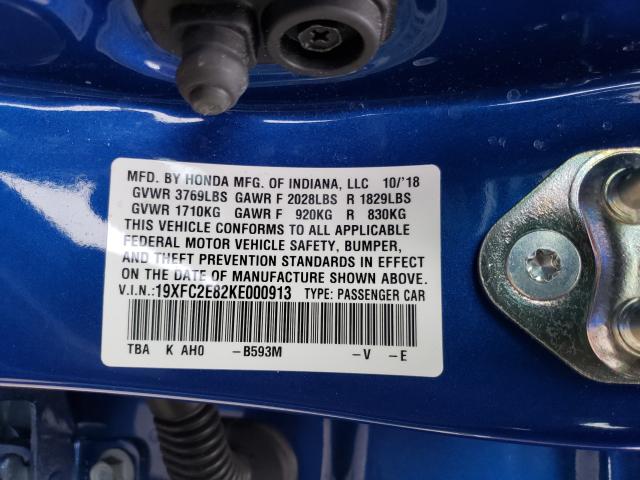 MFD. BY HONDA MFG. OF INDIANA, LLC 10/'18
GVWR 3769LBS GAWR F 2028LBS R 1829LBS
GVWR 1710KG GAWR F 920KG R 830KG
THIS VEHICLE CONFORMS TO ALL APPLICABLE
FEDERAL MOTOR VEHICLE SAFETY, BUMPER,
AND THEFT PREVENTION STANDARDS IN EFFECT
ON THE DATE OF MANUFACTURE SHOWN ABOVE.
V.I.N.:19XFC2E82KE000913 TYPE: PASSENGER CAR
TBA K AH0 -B593M -V -E